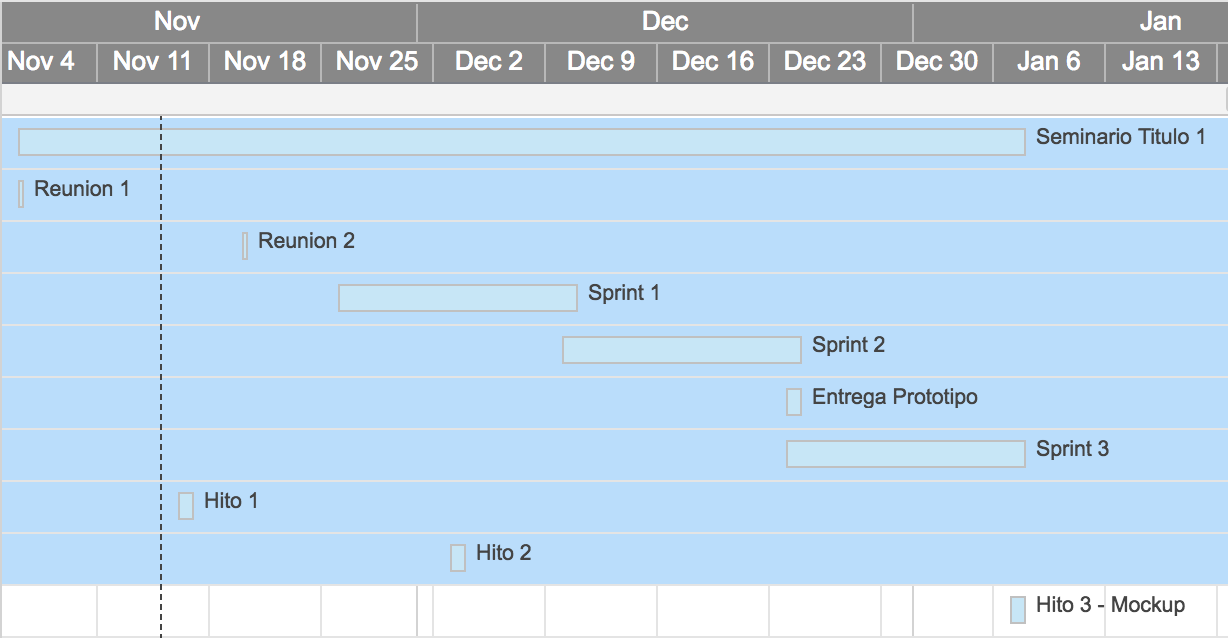 Nov Dec Jan
Nov 4 Nov 11 Nov 18 Nov 25 Dec 2 Dec 9 Dec 16 Dec 23 Dec 30 Jan 6 Jan 13
Seminario Titulo 1
Reunion 1
Reunion 2
Sprint 1
Sprint 2
Entrega Prototipo
Sprint 3
Hito 1
Hito 2
Hito 3 - Mockup